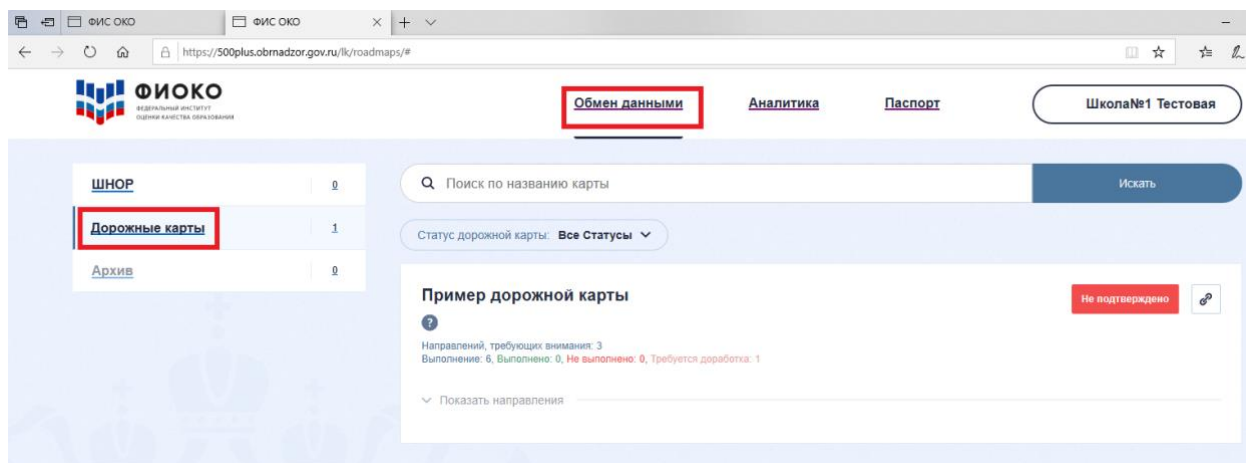 ФИС ОКО
ФИС ОКО
https://500plus.obrnadzor.gov.ru/lk/roadmaps/#
ФИОКО
ФЕДЕРАЛЬНЫЙ ИНСТИТУТ
ОЦЕНКИ КАЧЕСТВА ОБРАЗОВАНИЯ
Обмен данными
Аналитика
Паспорт
Школа№1 Тестовая
ШНОР 0
Дорожные карты 1
Архив 0
Поиск по названию карты
Искать
Статус дорожной карты: Все Статусы
Пример дорожной карты
Не подтверждено
?
Направлений, требующих внимания: 3
Выполнение: 6, Выполнено: 0, Не выполнено: 0, Требуется доработка: 1
Показать направления